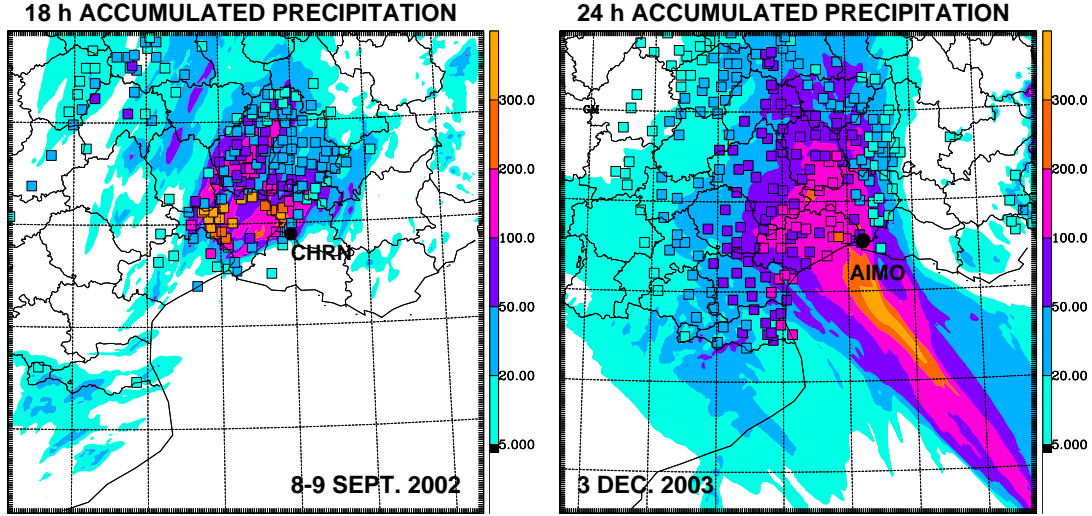 18 h ACCUMULATED PRECIPITATION
300.0
200.0
100.0
50.00
20.00
5.000
CHRN
8-9 SEPT. 2002
24 h ACCUMULATED PRECIPITATION
300.0
200.0
100.0
50.00
20.00
5.000
AIMO
3 DEC. 2003